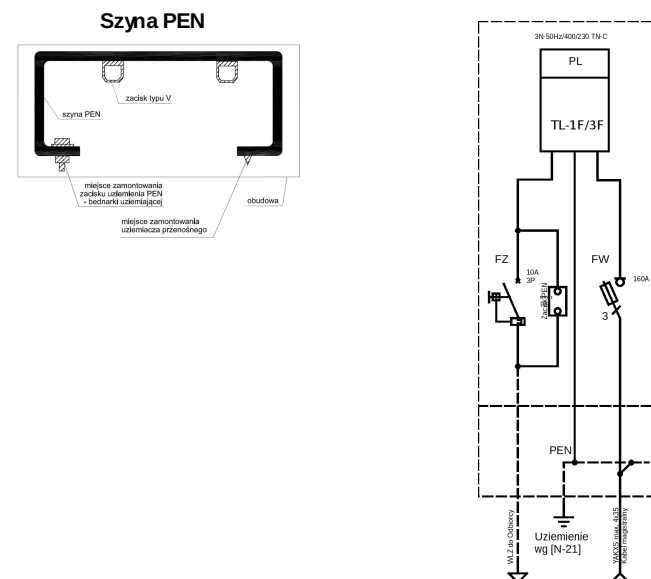 Szyna PEN
zacisk typu V
szyna PEN
miejsce zamontowania
zacisku uziemienia PEN
- bednarki uziemiającej
obudowa
miejsce zamontowania
uziemiacza przenośnego
3N-50Hz/400/230 TN-C
PL
TL-1F/3F
FZ
10A
3P
Zacisk PEN
FW
160A
3
PEN
WLZ do Odbiorcy
Uziemienie
wg [N-21]
YAKXS max. 4x35
Kabel magistralny